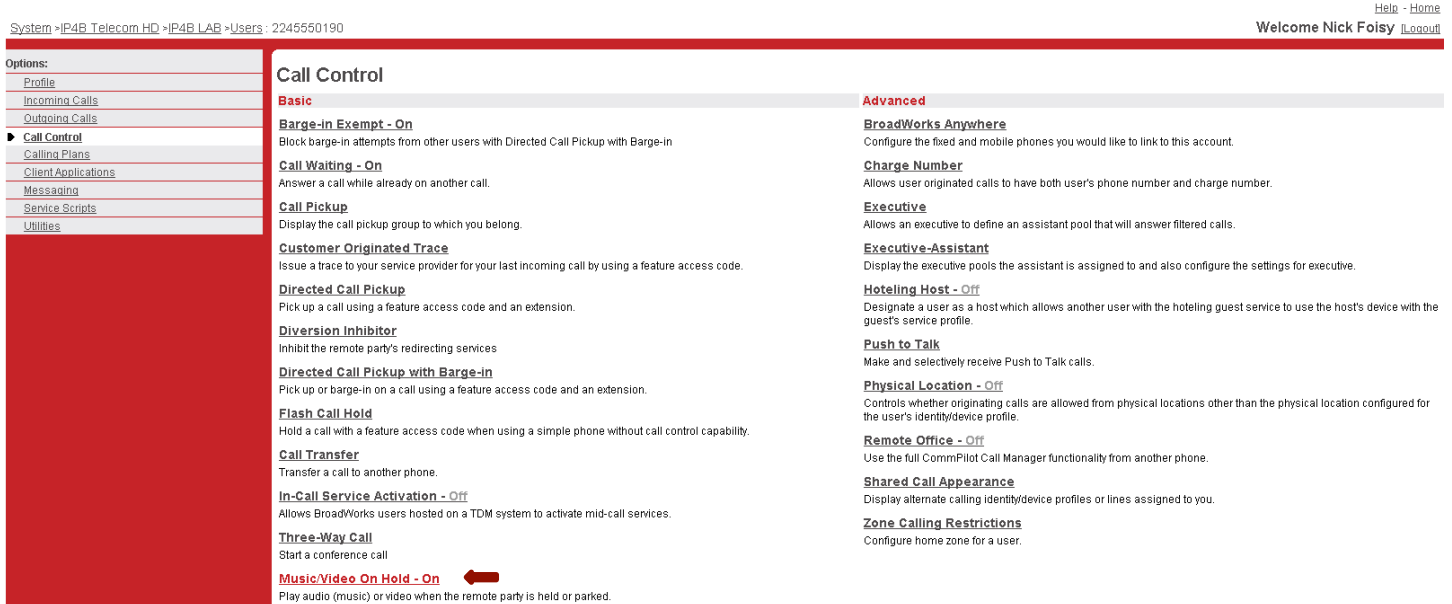 Help - Home
System >IP4B Telecom HD >IP4B LAB >Users : 2245550190
Welcome Nick Foisy [Logout]
Options:
Profile
Incoming Calls
Outgoing Calls
Call Control
Calling Plans
Client Applications
Messaging
Service Scripts
Utilities
Call Control
Basic
Barge-in Exempt - On
Block barge-in attempts from other users with Directed Call Pickup with Barge-in
Call Waiting - On
Answer a call while already on another call.
Call Pickup
Display the call pickup group to which you belong.
Customer Originated Trace
Issue a trace to your service provider for your last incoming call by using a feature access code.
Directed Call Pickup
Pick up a call using a feature access code and an extension.
Diversion Inhibitor
Inhibit the remote party's redirecting services
Directed Call Pickup with Barge-in
Pick up or barge-in on a call using a feature access code and an extension.
Flash Call Hold
Hold a call with a feature access code when using a simple phone without call control capability.
Call Transfer
Transfer a call to another phone.
In-Call Service Activation - Off
Allows BroadWorks users hosted on a TDM system to activate mid-call services.
Three-Way Call
Start a conference call
Music/Video On Hold - On
Play audio (music) or video when the remote party is held or parked.
Advanced
BroadWorks Anywhere
Configure the fixed and mobile phones you would like to link to this account.
Charge Number
Allows user originated calls to have both user's phone number and charge number.
Executive
Allows an executive to define an assistant pool that will answer filtered calls.
Executive-Assistant
Display the executive pools the assistant is assigned to and also configure the settings for executive.
Hoteling Host - Off
Designate a user as a host which allows another user with the hoteling guest service to use the host's device with the
guest's service profile.
Push to Talk
Make and selectively receive Push to Talk calls.
Physical Location - Off
Controls whether originating calls are allowed from physical locations other than the physical location configured for
the user's identity/device profile.
Remote Office - Off
Use the full CommPilot Call Manager functionality from another phone.
Shared Call Appearance
Display alternate calling identity/device profiles or lines assigned to you.
Zone Calling Restrictions
Configure home zone for a user.